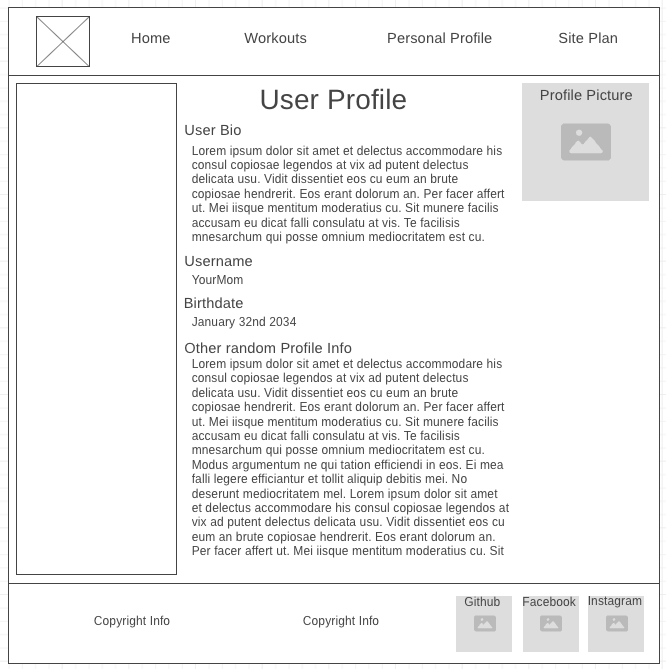 Home Workouts Personal Profile Site Plan
User Profile
Profile Picture
User Bio
Lorem ipsum dolor sit amet et delectus accommodare his
consul copiosae legendos at vix ad putent delectus
delicata usu. Vidit dissentiet eos cu eum an brute
copiosae hendrerit. Eos erant dolorum an. Per facer affert
ut. Mei iisque mentitum moderatius cu. Sit munere facilis
accusam eu dicat falli consulatu at vis. Te facilisis
mnesarchum qui posse omnium mediocritatem est cu.
Username
YourMom
Birthdate
January 32nd 2034
Other random Profile Info
Lorem ipsum dolor sit amet et delectus accommodare his
consul copiosae legendos at vix ad putent delectus
delicata usu. Vidit dissentiet eos cu eum an brute
copiosae hendrerit. Eos erant dolorum an. Per facer affert
ut. Mei iisque mentitum moderatius cu. Sit munere facilis
accusam eu dicat falli consulatu at vis. Te facilisis
mnesarchum qui posse omnium mediocritatem est cu.
Modus argumentum ne qui tation efficiendi in eos. Ei mea
falli legere efficiantur et tollit aliquip debitis mei. No
deserunt mediocritatem mel. Lorem ipsum dolor sit amet
et delectus accommodare his consul copiosae legendos at
vix ad putent delectus delicata usu. Vidit dissentiet eos cu
eum an brute copiosae hendrerit. Eos erant dolorum an.
Per facer affert ut. Mei iisque mentitum moderatius cu. Sit
Copyright Info Copyright Info Github Facebook Instagram